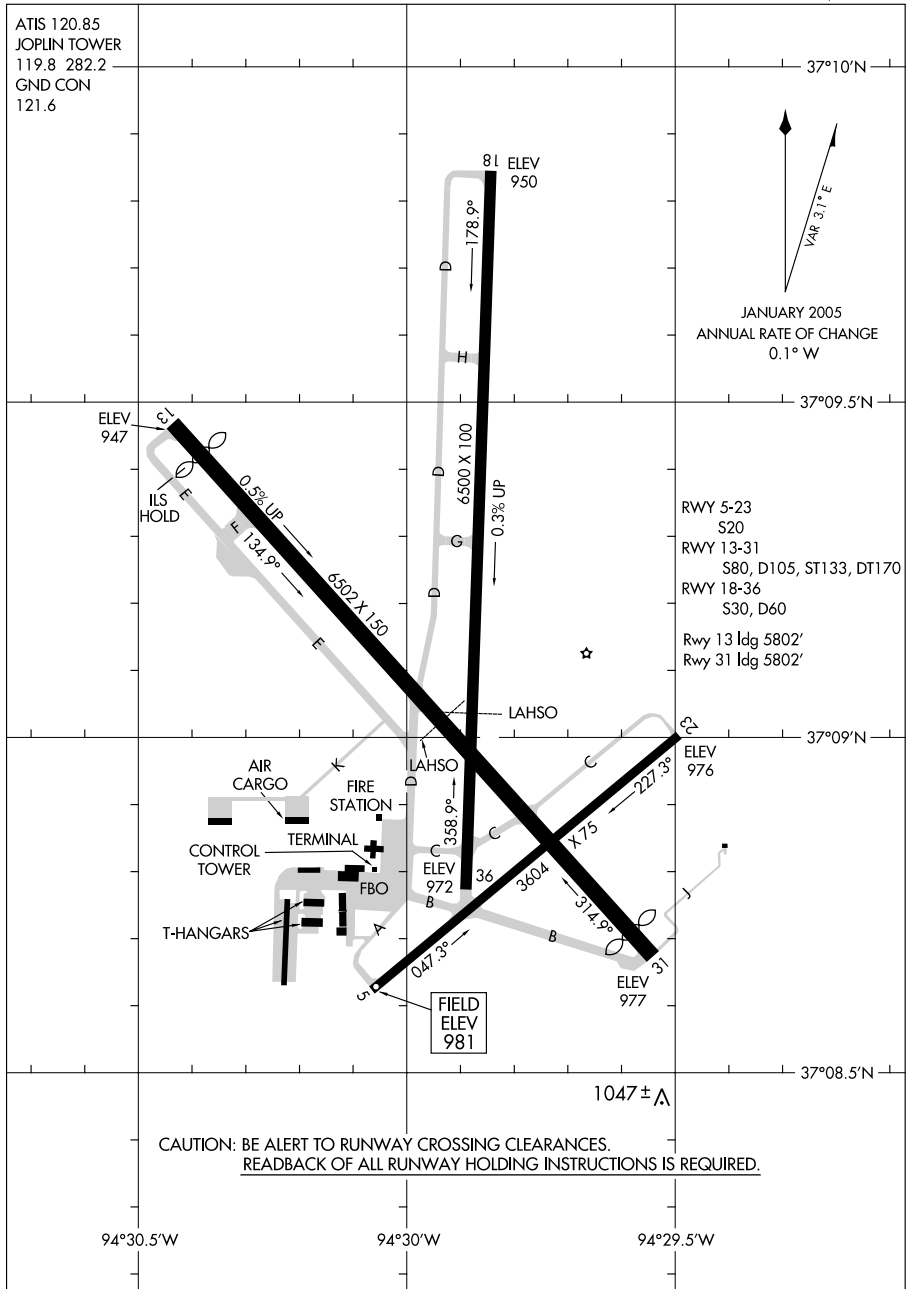 ATIS 120.85
JOPLIN TOWER
119.8 282.2
GND CON
121.6
37°10'N
18
ELEV
950
178.9°
D
H
VAR 3.1° E
JANUARY 2005
ANNUAL RATE OF CHANGE
0.1° W
37°09.5'N
13
ELEV
947
ILS
HOLD
E
F
0.5% UP
134.9°
6502 X 150
E
D
6500 X 100
0.3% UP
G
D
RWY 5-23
S20
RWY 13-31
S80, D105, ST133, DT170
RWY 18-36
S30, D60
Rwy 13 ldg 5802'
Rwy 31 ldg 5802'
LAHSO
LAHSO
37°09'N
23
ELEV
976
227.3°
C
K
AIR
CARGO
FIRE
STATION
D
358.9°
TERMINAL
CONTROL
TOWER
C
C
X 75
3604
ELEV
972
36
FBO
B
314.9°
J
T-HANGARS
A
B
047.3°
31
ELEV
977
5
FIELD
ELEV
981
37°08.5'N
1047 ±
CAUTION: BE ALERT TO RUNWAY CROSSING CLEARANCES.
READBACK OF ALL RUNWAY HOLDING INSTRUCTIONS IS REQUIRED.
94°30.5'W
94°30'W
94°29.5'W